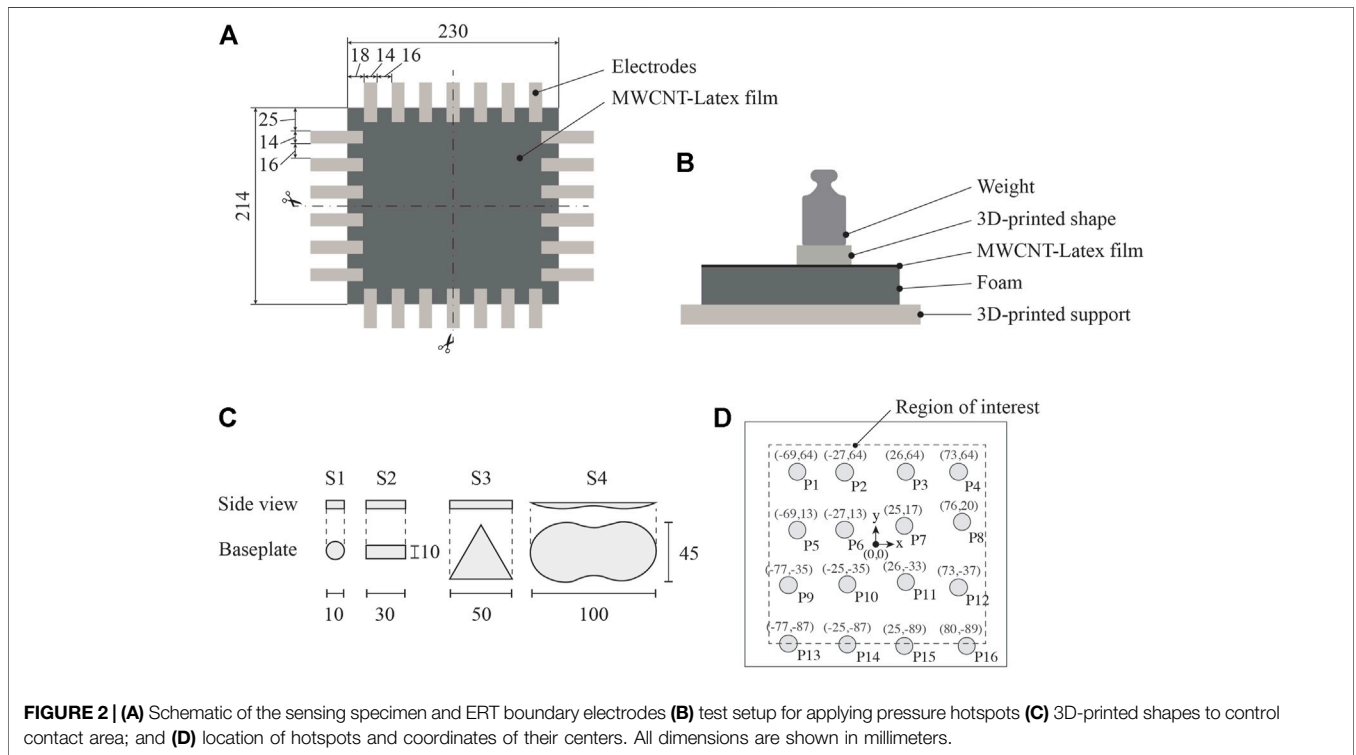 A
230
18 14 16
Electrodes
MWCNT-Latex film
25
14
16
214
B
Weight
3D-printed shape
MWCNT-Latex film
Foam
3D-printed support
C
S1 S2 S3 S4
Side view
Baseplate
10
45
10 30 50 100
D
Region of interest
(-69,64) (-27,64) (26,64) (73,64)
P1 P2 P3 P4
(-69,13) (-27,13) (25,17) (76,20)
y
P5 P6 P7 P8
x
(0,0)
(-77,-35) (-25,-35) (26,-33) (73,-37)
P9 P10 P11 P12
(-77,-87) (-25,-87) (25,-89) (80,-89)
P13 P14 P15 P16
FIGURE 2 | (A) Schematic of the sensing specimen and ERT boundary electrodes (B) test setup for applying pressure hotspots (C) 3D-printed shapes to control
contact area; and (D) location of hotspots and coordinates of their centers. All dimensions are shown in millimeters.